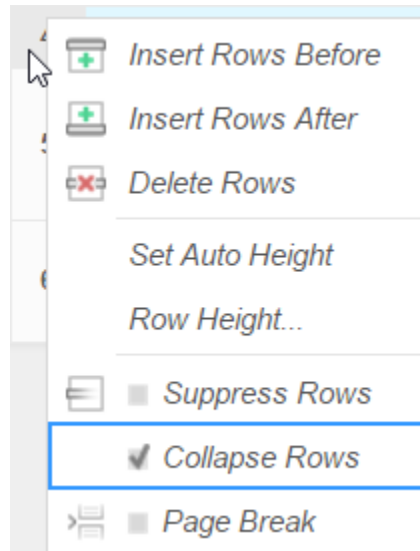 Insert Rows Before
Insert Rows After
Delete Rows
Set Auto Height
Row Height...
Suppress Rows
Collapse Rows
Page Break